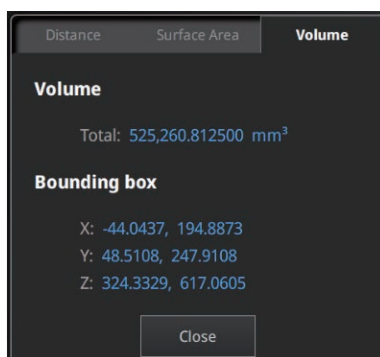 Distance Surface Area Volume
Volume
Total: 525,260.812500 mm³
Bounding box
X: -44.0437, 194.8873
Y: 48.5108, 247.9108
Z: 324.3329, 617.0605
Close